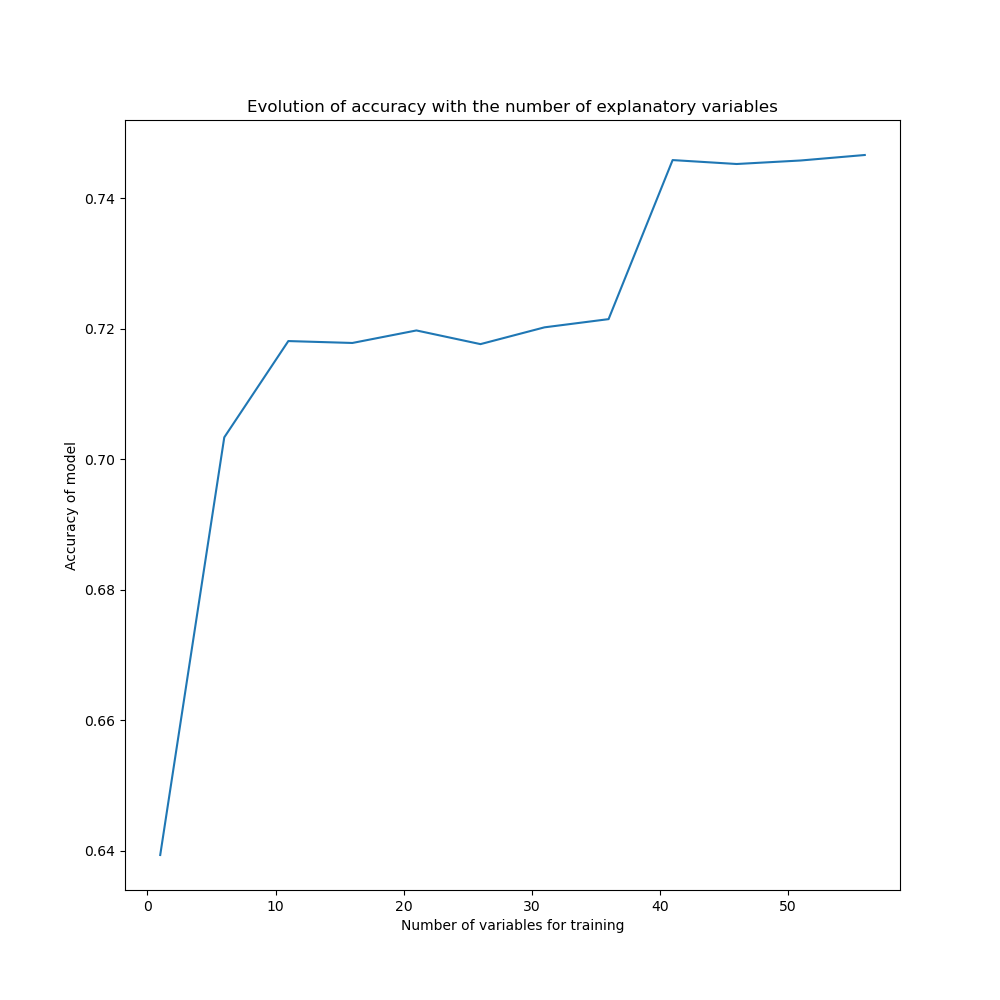 Evolution of accuracy with the number of explanatory variables
0.74
0.72
0.70
0.68
0.66
0.64
Accuracy of model
0 10 20 30 40 50
Number of variables for training